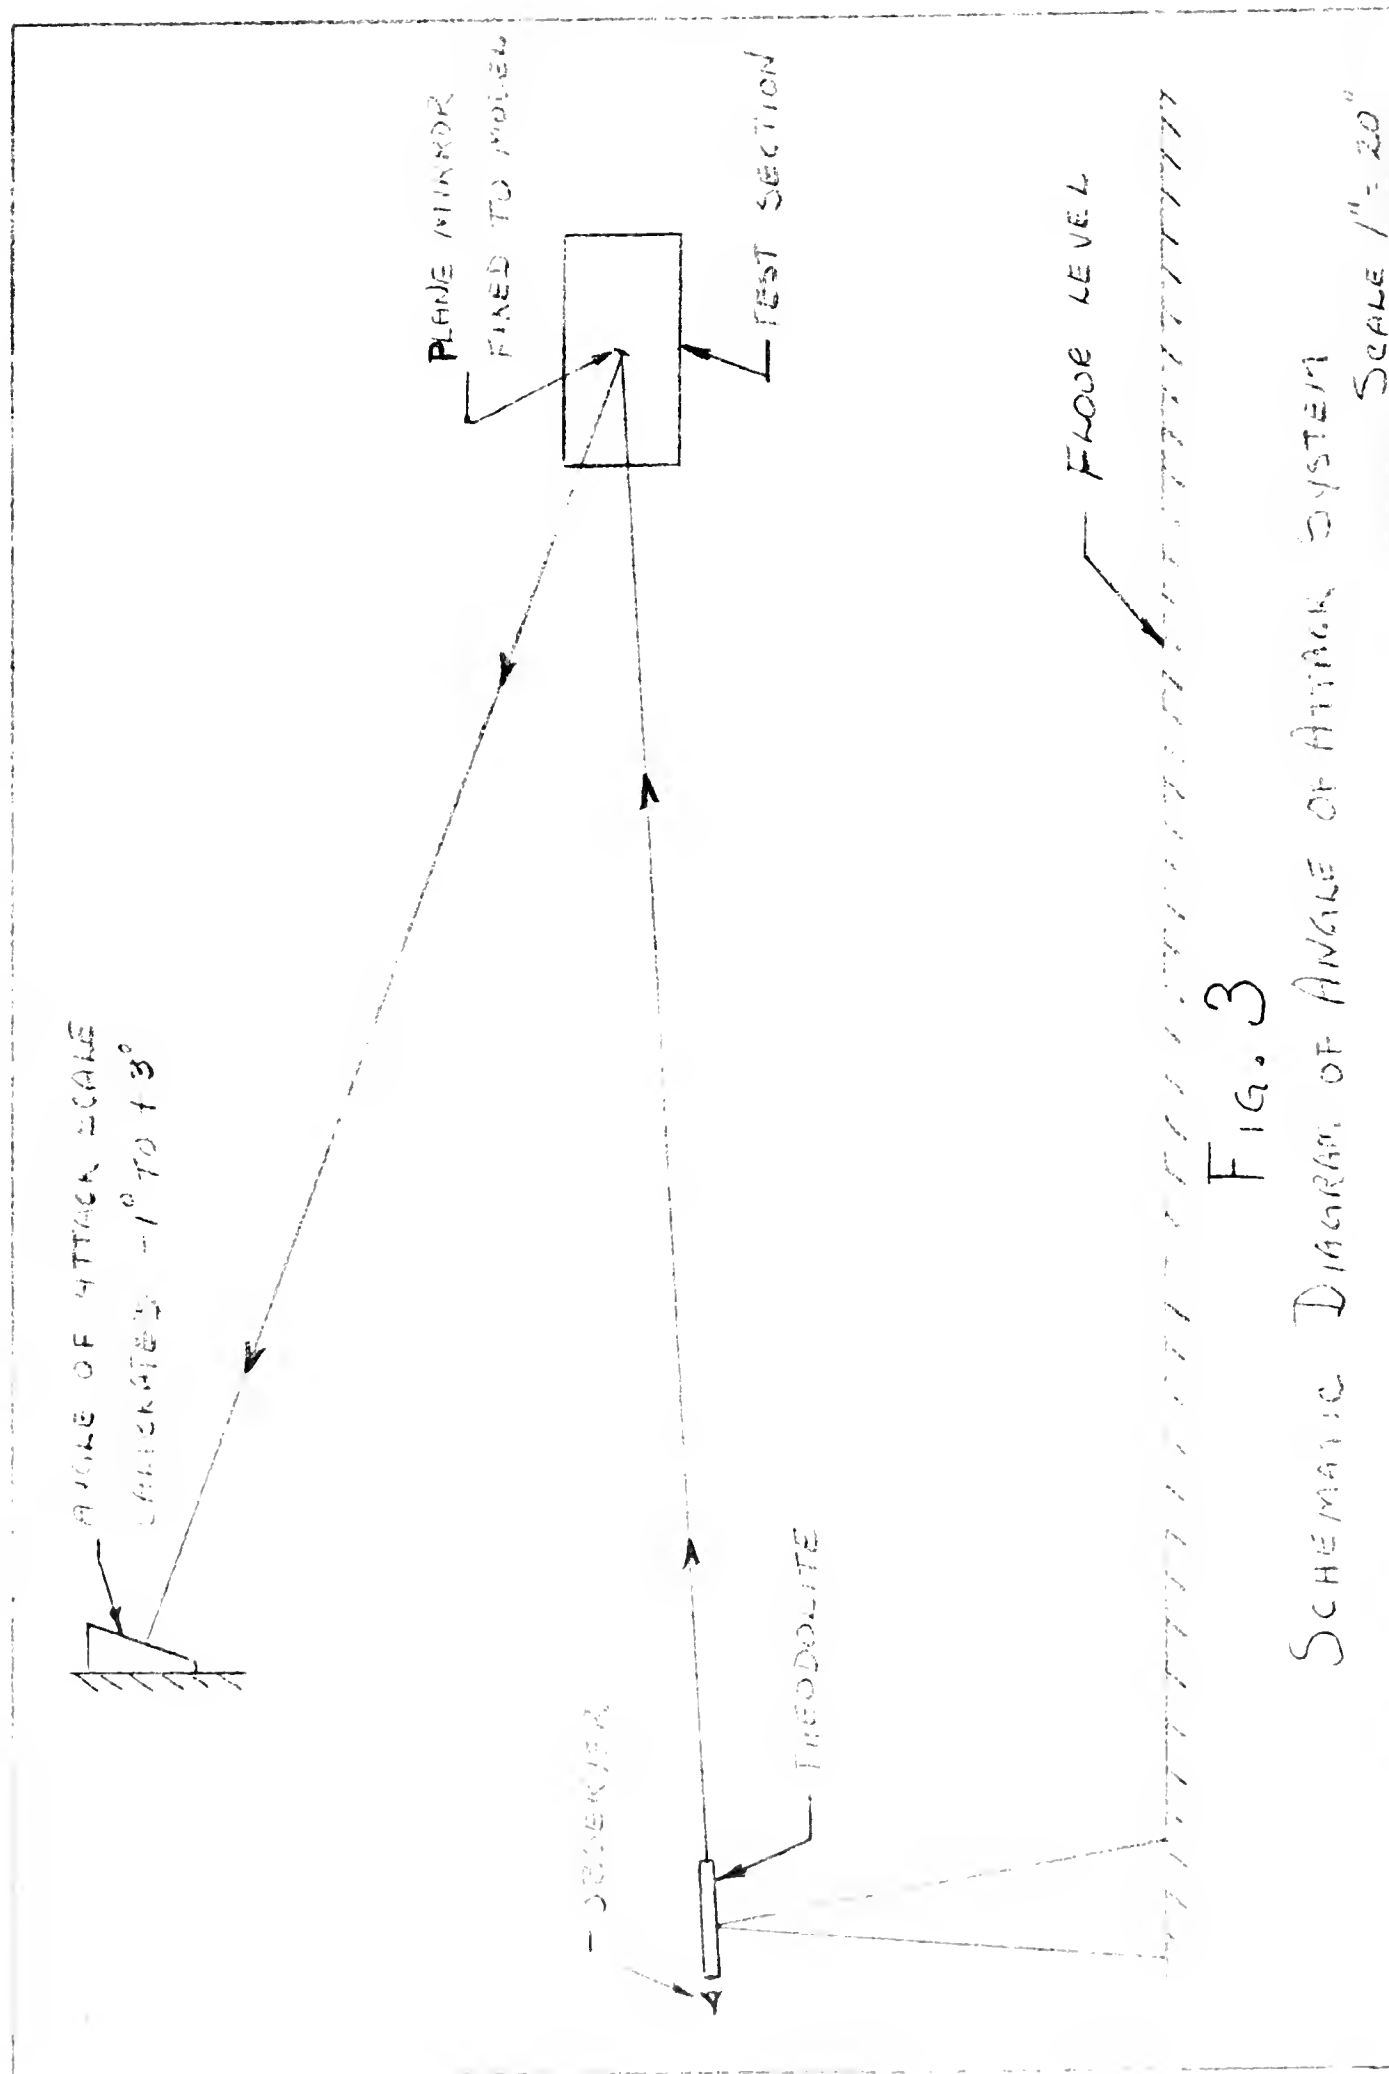 ANGLE OF ATTACK SCALE
CALIBRATED -1° TO +3°
PLANE MIRROR
FIXED TO MODEL
TEST SECTION
OBSERVER
THEODOLITE
FLOOR LEVEL
FIG. 3
SCHEMATIC DIAGRAM OF ANGLE OF ATTACK SYSTEM
SCALE 1" = 20"